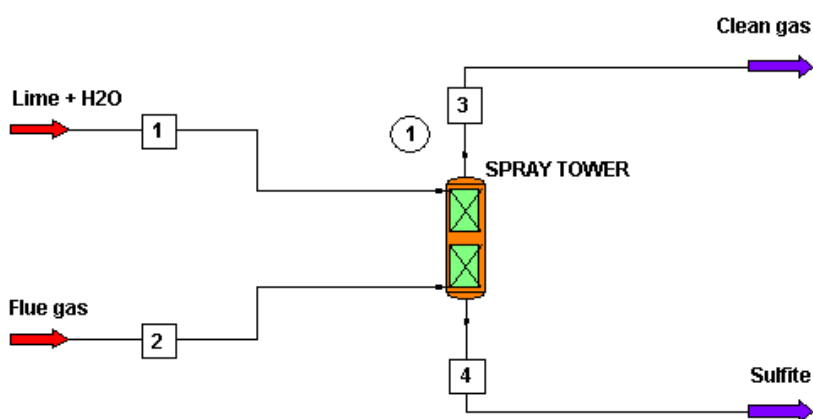 Clean gas
Lime + H2O
3
1
1
SPRAY TOWER
Flue gas
2
4
Sulfite